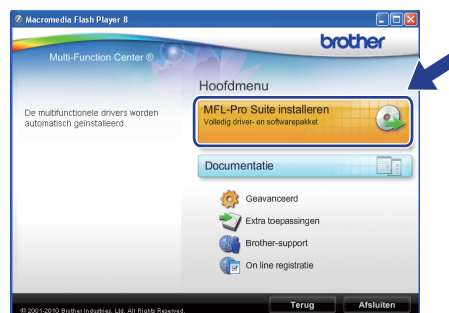 Macromedia Flash Player 8
brother
Multi-Function Center ®
Hoofdmenu
De multifunctionele drivers worden
automatisch geïnstalleerd.
MFL-Pro Suite installeren
Volledig driver- en softwarepakket
Documentatie
Geavanceerd
Extra toepassingen
Brother-support
On line registratie
© 2001-2010 Brother Industries, Ltd. All Rights Reserved.
Terug
Afsluiten